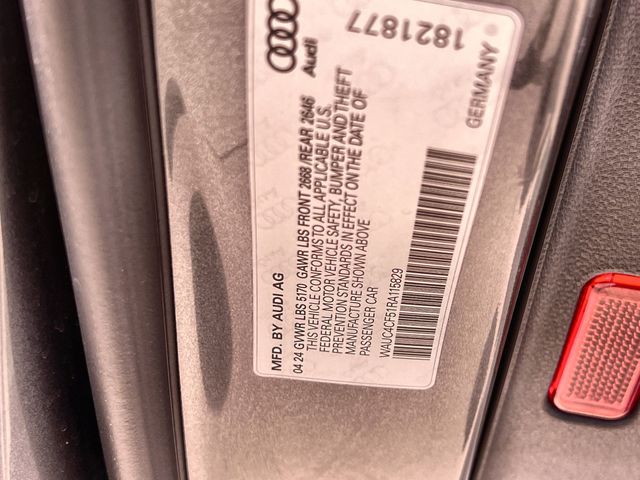 Audi
1821877
MFD. BY AUDI AG
04 24 GVWR LBS 5170 GAWR LBS FRONT 2668 /REAR 2646
THIS VEHICLE CONFORMS TO ALL APPLICABLE U.S.
FEDERAL MOTOR VEHICLE SAFETY, BUMPER AND THEFT
PREVENTION STANDARDS IN EFFECT ON THE DATE OF
MANUFACTURE SHOWN ABOVE
PASSENGER CAR
WAUC4CF51RA115829
GERMANY